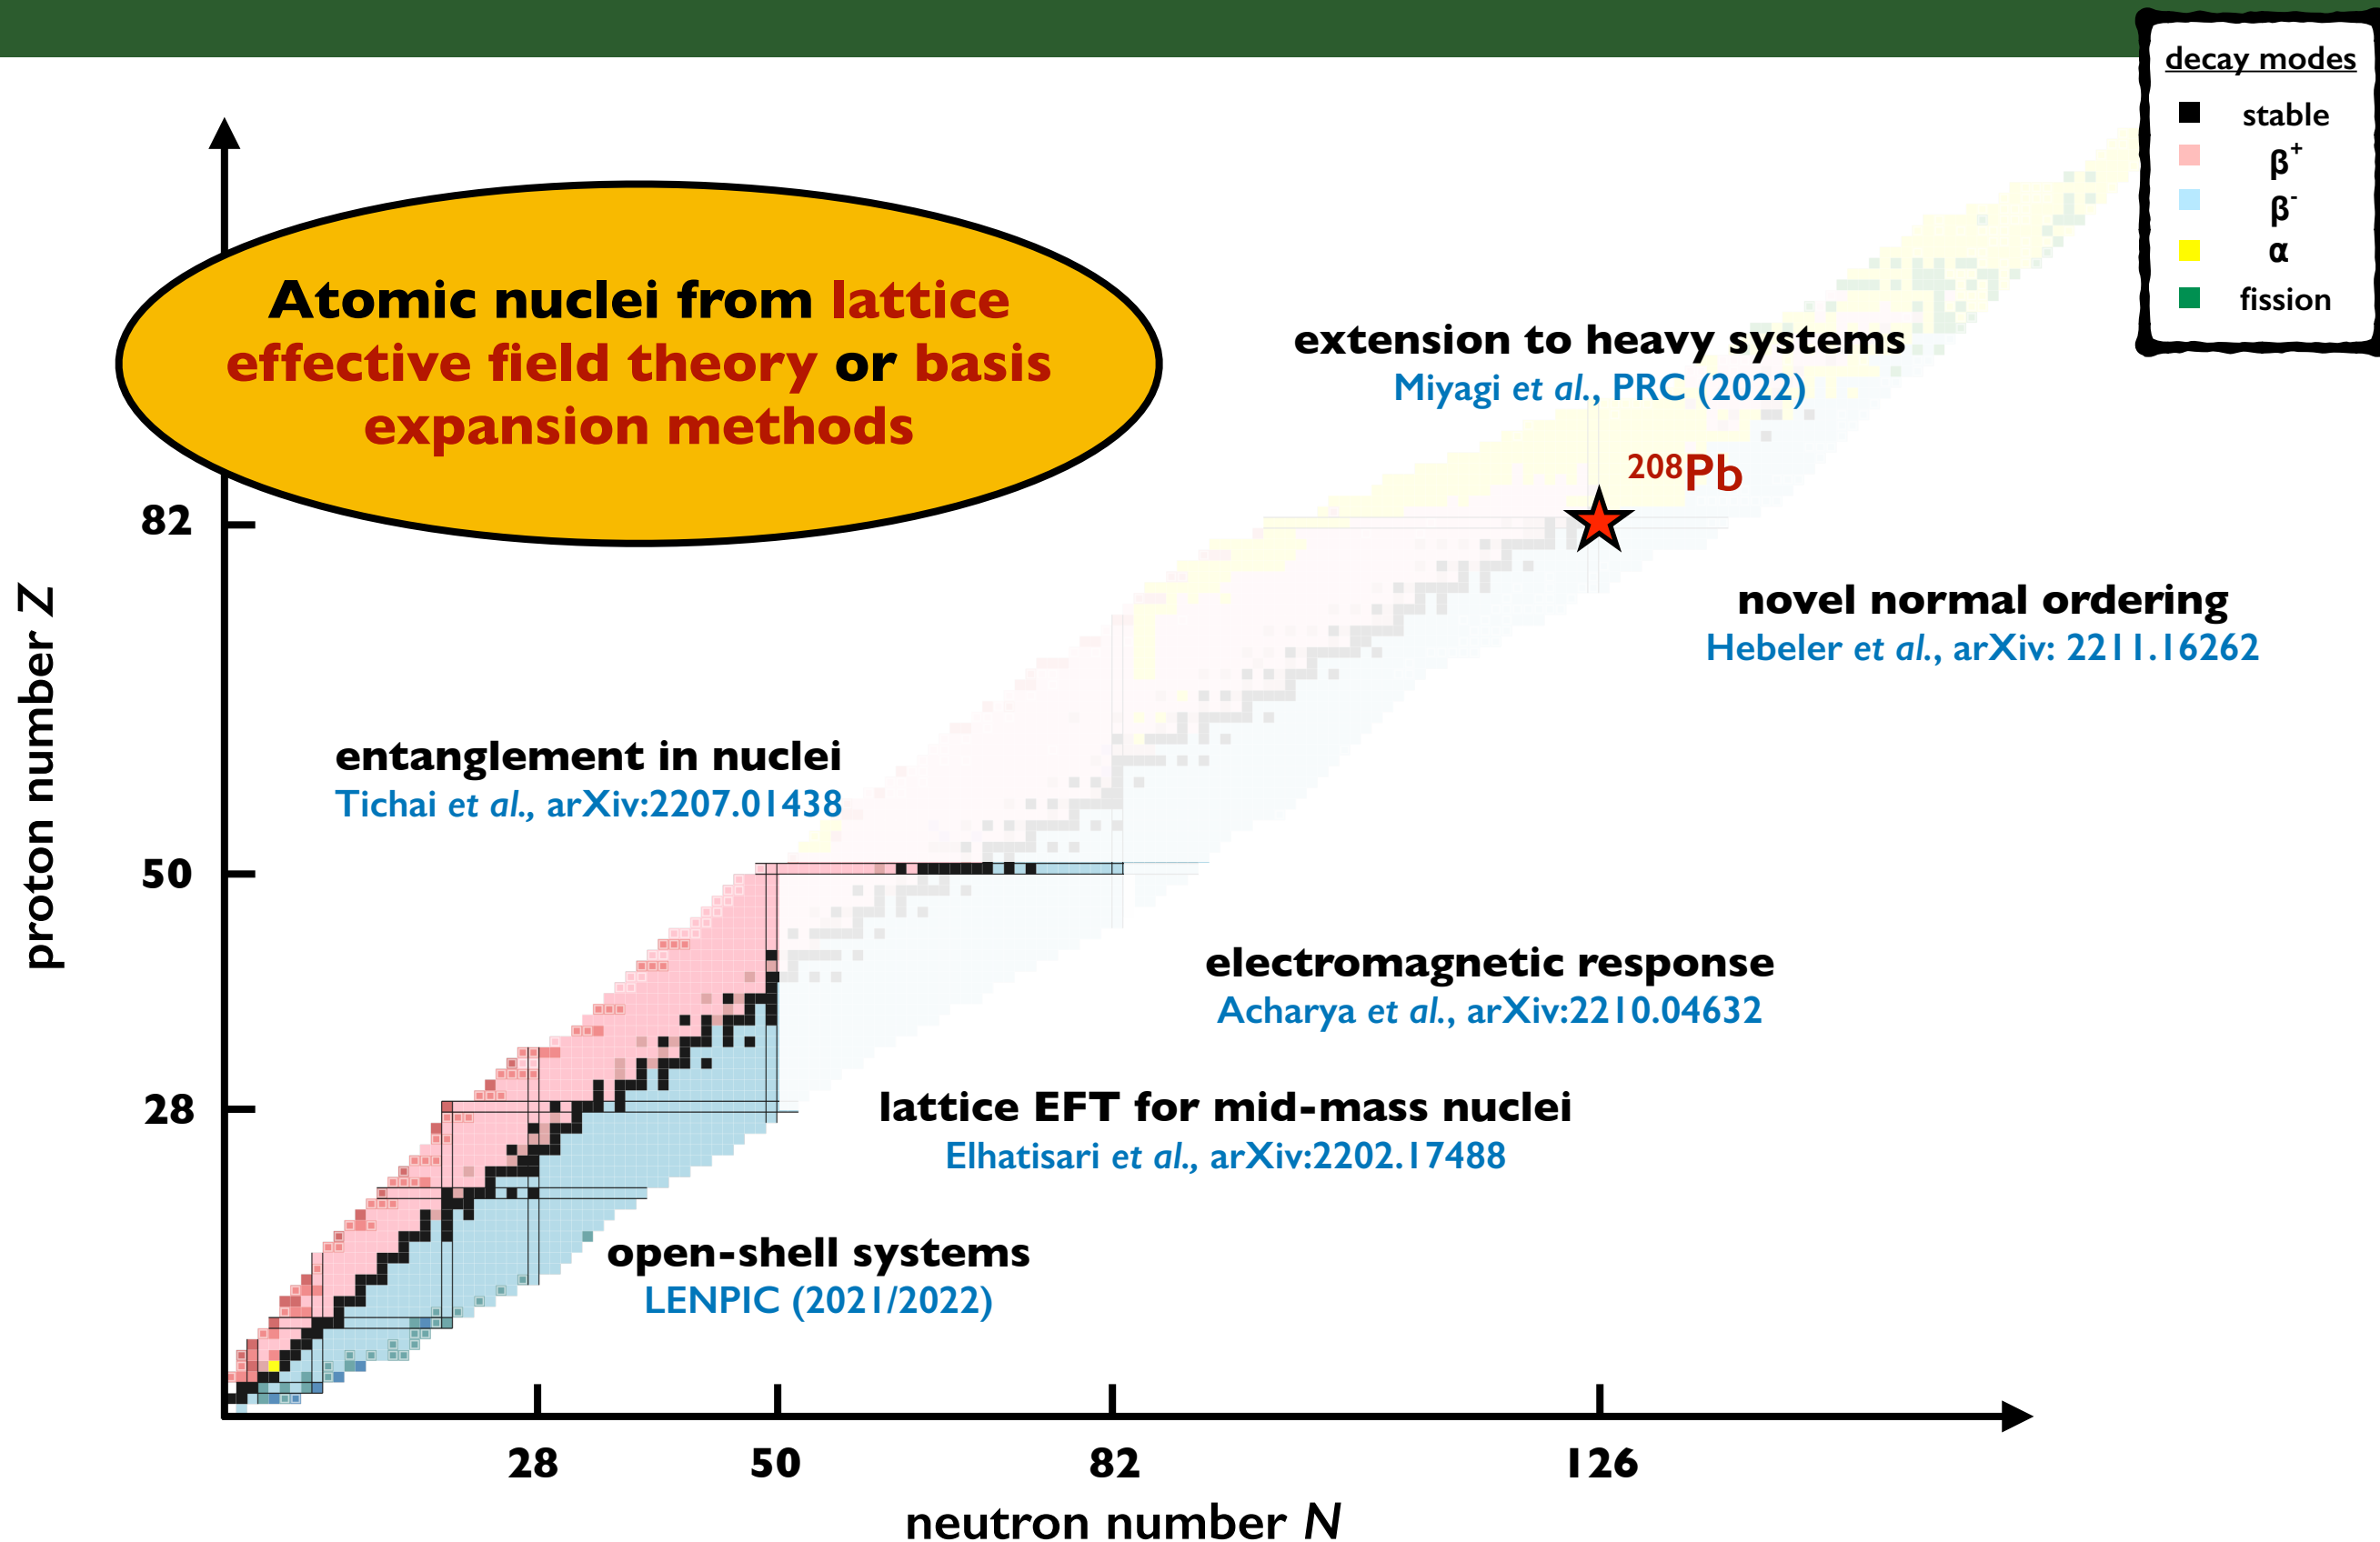 decay modes
stable
β+
β-
α
fission
Atomic nuclei from lattice
effective field theory or basis
expansion methods
extension to heavy systems
Miyagi et al., PRC (2022)
208Pb
82
novel normal ordering
Hebeler et al., arXiv: 2211.16262
proton number Z
entanglement in nuclei
Tichai et al., arXiv:2207.01438
50
electromagnetic response
Acharya et al., arXiv:2210.04632
28
lattice EFT for mid-mass nuclei
Elhatisari et al., arXiv:2202.17488
open-shell systems
LENPIC (2021/2022)
28 50 82 126
neutron number N